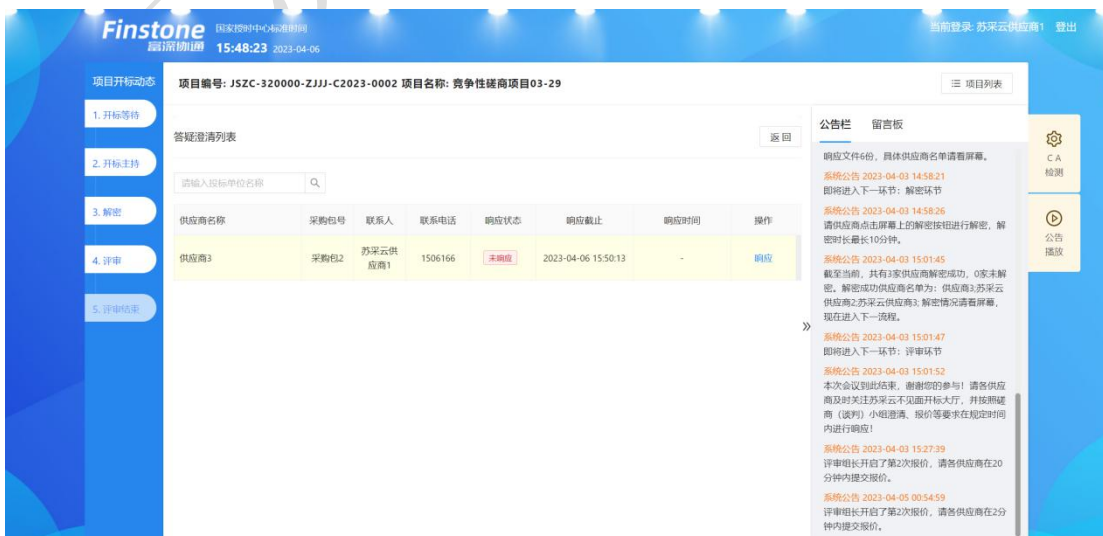 Finstone
富深协通
国家授时中心标准时间
15:48:23 2023-04-06
当前登录: 苏采云供应商1 登出
项目开标动态
1. 开标等待
2. 开标主持
3. 解密
4. 评审
5. 评审结束
项目编号: JSZC-320000-ZJJJ-C2023-0002 项目名称: 竞争性磋商项目03-29
项目列表
答疑澄清列表
返回
请输入投标单位名称
供应商名称 采购包号 联系人 联系电话 响应状态 响应截止 响应时间 操作
供应商3 采购包2 苏采云供应商1 1506166 未响应 2023-04-06 15:50:13 - 响应
»
公告栏 留言板
响应文件6份，具体供应商名单请看屏幕。
系统公告 2023-04-03 14:58:21
即将进入下一环节：解密环节
系统公告 2023-04-03 14:58:26
请供应商点击屏幕上的解密按钮进行解密，解
密时长最长10分钟。
系统公告 2023-04-03 15:01:45
截至当前，共有3家供应商解密成功，0家未解
密。解密成功供应商名单为：供应商3;苏采云
供应商2;苏采云供应商3; 解密情况请看屏幕，
现在进入下一流程。
系统公告 2023-04-03 15:01:47
即将进入下一环节：评审环节
系统公告 2023-04-03 15:01:52
本次会议到此结束，谢谢您的参与！请各供应
商及时关注苏采云不见面开标大厅，并按照磋
商（谈判）小组澄清、报价等要求在规定时间
内进行响应！
系统公告 2023-04-03 15:27:39
评审组长开启了第2次报价，请各供应商在20
分钟内提交报价。
系统公告 2023-04-05 00:54:59
评审组长开启了第2次报价，请各供应商在2分
钟内提交报价。
CA
检测
公告
播放